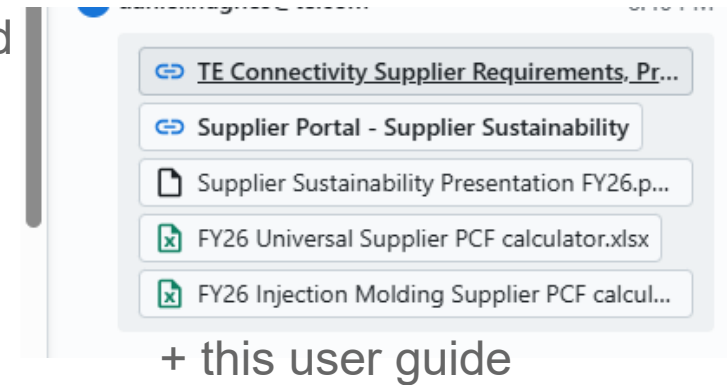 TE Connectivity Supplier Requirements, Pr...
Supplier Portal - Supplier Sustainability
Supplier Sustainability Presentation FY26.p...
FY26 Universal Supplier PCF calculator.xlsx
FY26 Injection Molding Supplier PCF calcul...
+ this user guide